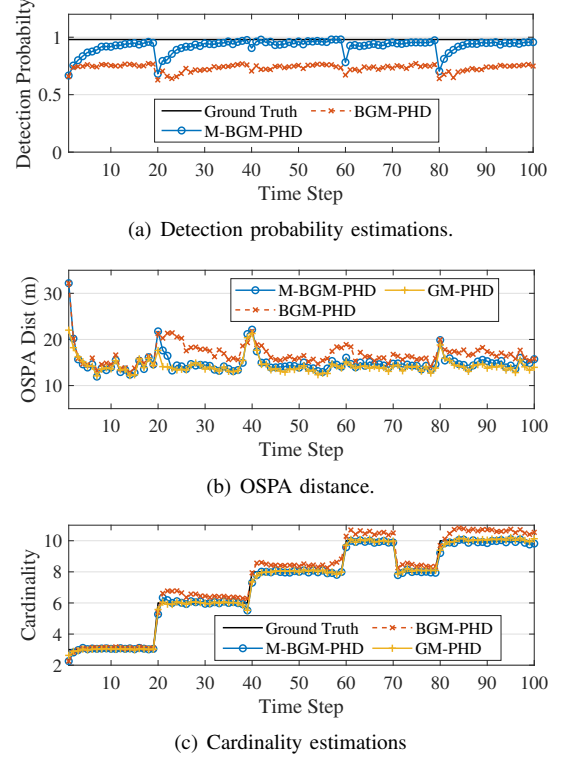 Detection Probabilty
1
0.5
0
Ground Truth
BGM-PHD
M-BGM-PHD
10 20 30 40 50 60 70 80 90 100
Time Step
(a) Detection probability estimations.
OSPA Dist (m)
30
20
10
M-BGM-PHD
GM-PHD
BGM-PHD
10 20 30 40 50 60 70 80 90 100
Time Step
(b) OSPA distance.
Cardinality
10
8
6
4
2
Ground Truth
BGM-PHD
M-BGM-PHD
GM-PHD
10 20 30 40 50 60 70 80 90 100
Time Step
(c) Cardinality estimations